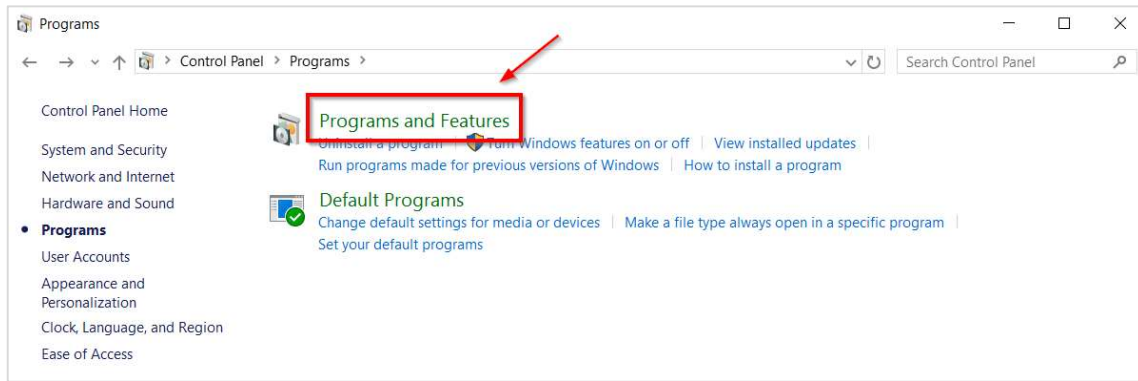 Programs
Control Panel > Programs >
Search Control Panel
Control Panel Home
System and Security
Network and Internet
Hardware and Sound
Programs
User Accounts
Appearance and
Personalization
Clock, Language, and Region
Ease of Access
Programs and Features
Uninstall a program
Turn Windows features on or off
View installed updates
Run programs made for previous versions of Windows
How to install a program
Default Programs
Change default settings for media or devices
Make a file type always open in a specific program
Set your default programs